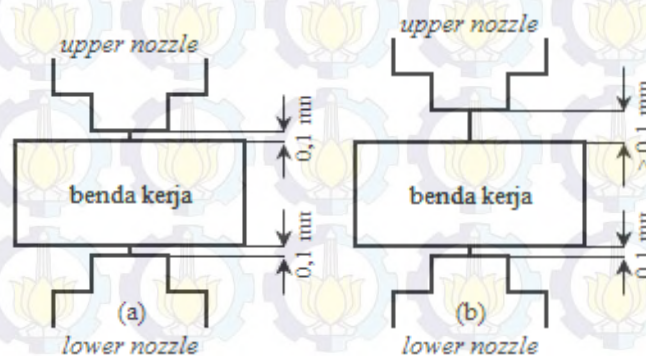 upper nozzle
0,1 mm
benda kerja
0,1 mm
(a)
lower nozzle
upper nozzle
> 0,1 mm
benda kerja
0,1 mm
(b)
lower nozzle